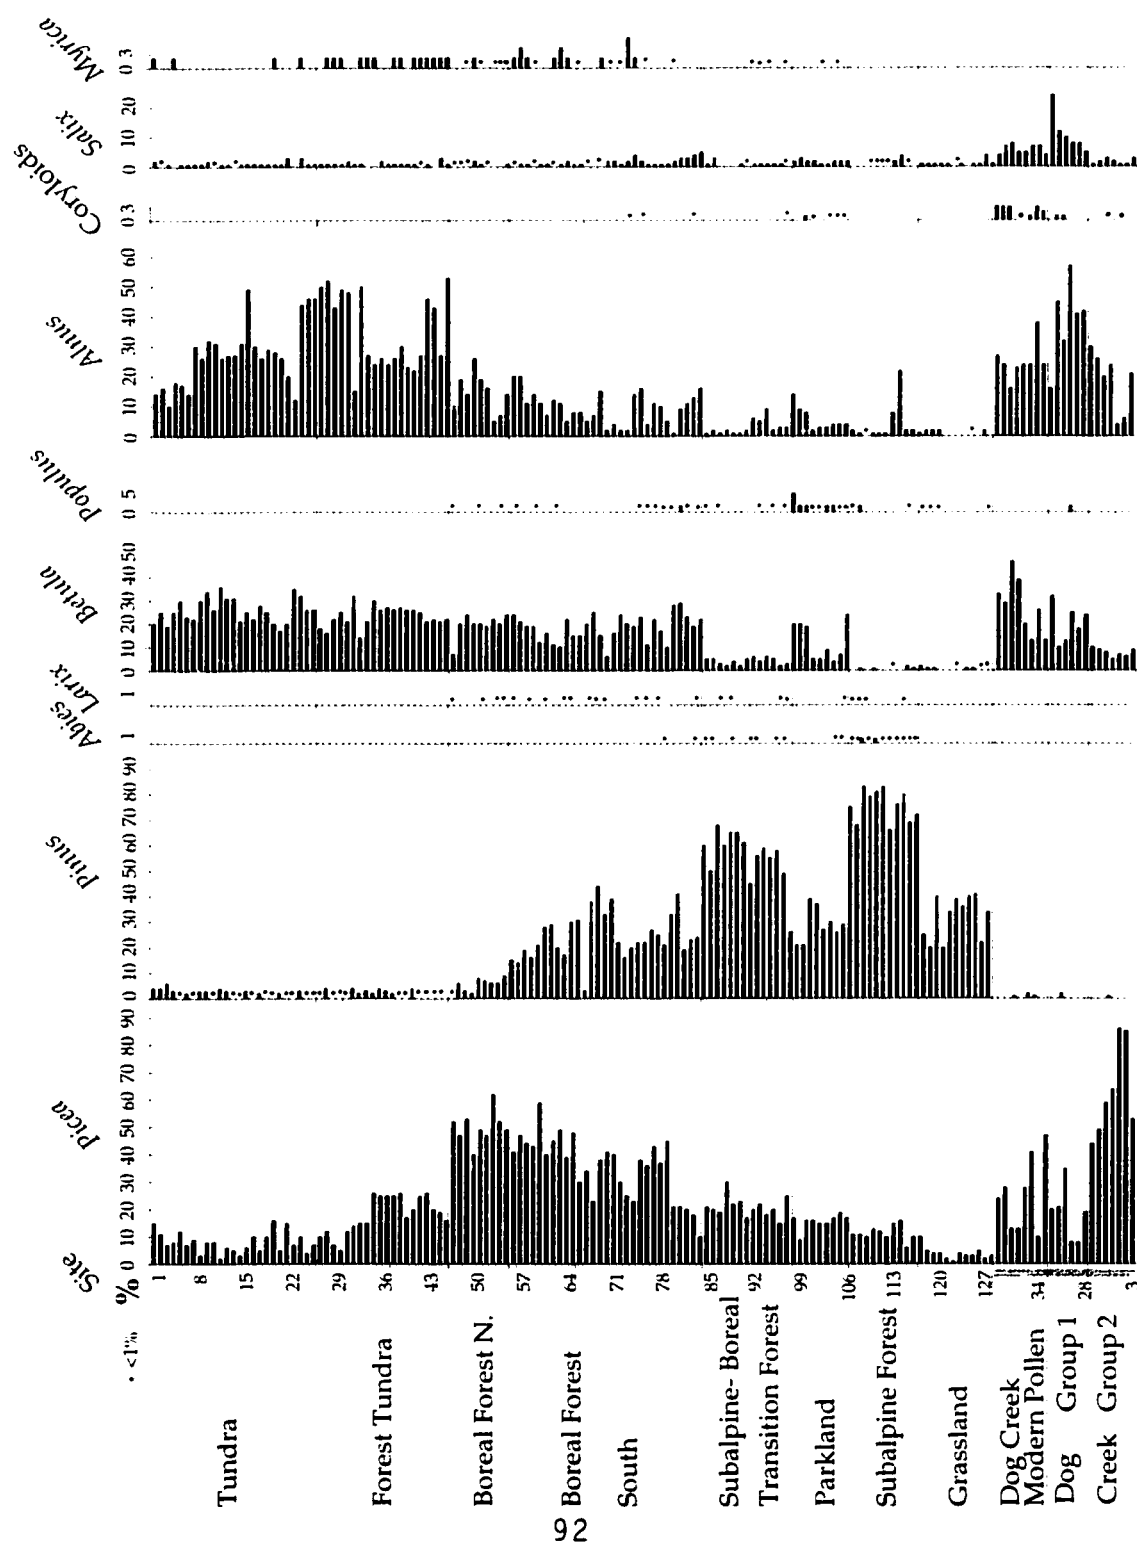 Myrica
0 3
Salix
0 10 20
Coryloids
0 3
Alnus
0 10 20 30 40 50 60
Populus
0 5
Betula
0 10 20 30 40 50
Larix
1
Abies
1
Pinus
0 10 20 30 40 50 60 70 80 90
Picea
0 10 20 30 40 50 60 70 80 90
Site
%
1 8 15 22 29 36 43 50 57 64 71 78 85 92 99 106 113 120 127 34 28 3
• <1%
Tundra
Forest Tundra
Boreal Forest N.
Boreal Forest
South
Subalpine- Boreal
Transition Forest
Parkland
Subalpine Forest
Grassland
Dog Creek
Modern Pollen
Dog Group 1
Creek Group 2
92